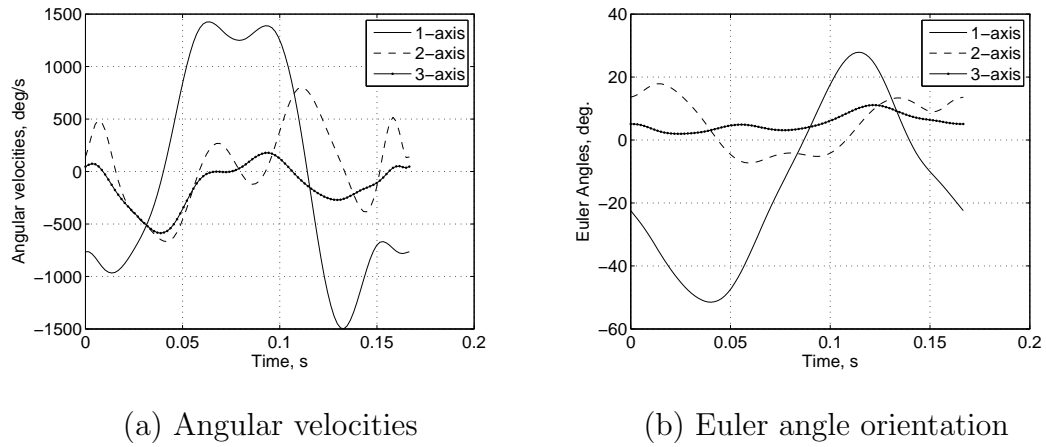 1500
1000
500
0
−500
−1000
−1500
0
0.05
0.1
0.15
0.2
Time, s
Angular velocities, deg/s
1−axis
2−axis
3−axis
(a) Angular velocities
40
20
0
−20
−40
−60
0
0.05
0.1
0.15
0.2
Time, s
Euler Angles, deg.
1−axis
2−axis
3−axis
(b) Euler angle orientation